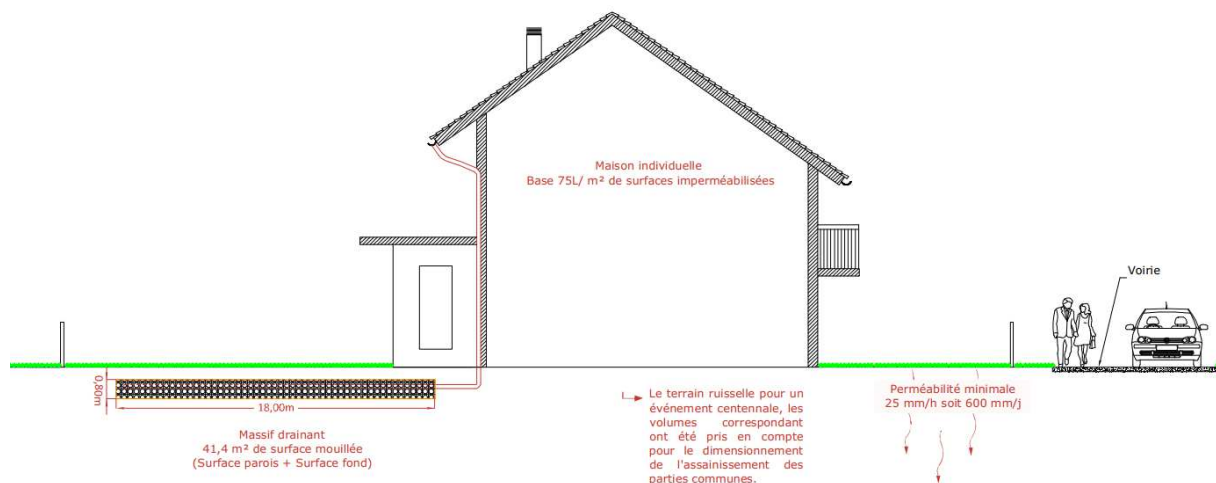 Maison individuelle
Base 75L/ m² de surfaces imperméabilisées
Voirie
0,80m
18,00m
Massif drainant
41,4 m² de surface mouillée
(Surface parois + Surface fond)
Le terrain ruisselle pour un
événement centennale, les
volumes correspondant
ont été pris en compte
pour le dimensionnement
de l'assainissement des
parties communes.
Perméabilité minimale
25 mm/h soit 600 mm/j